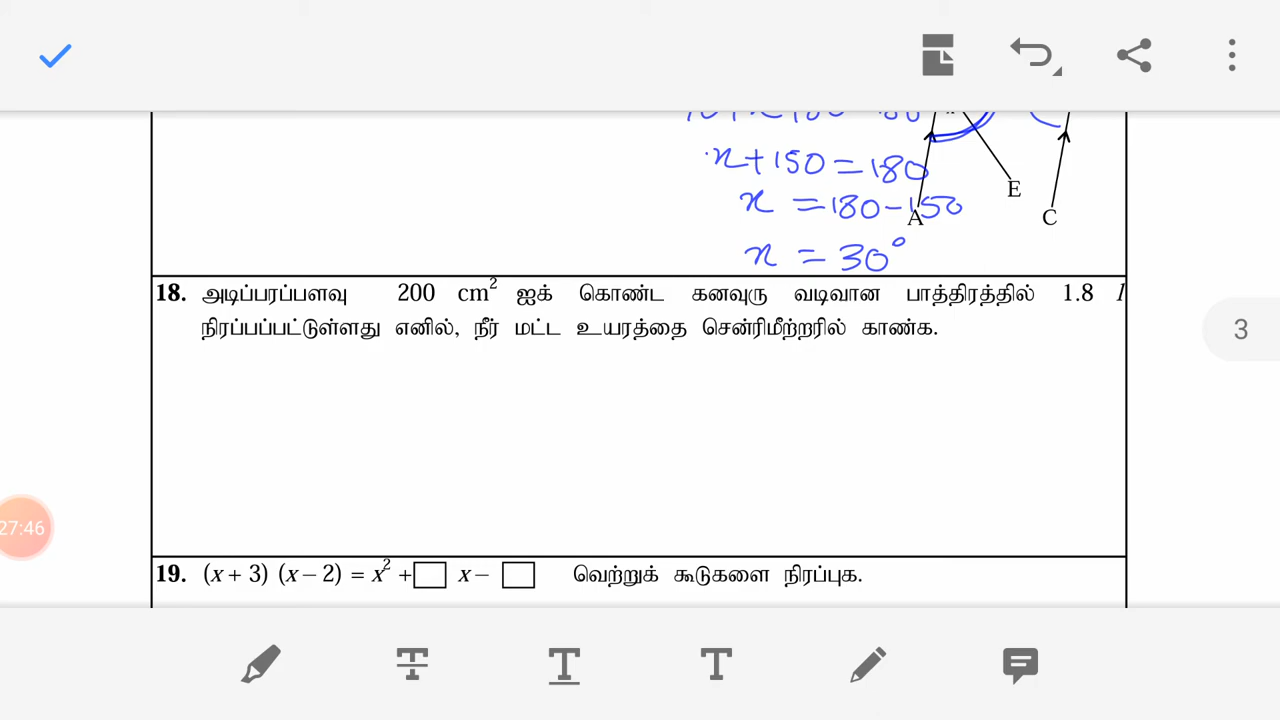 x + 150 = 180
x = 180 - 150
x = 30°
A
E
C
18. அடிப்பரப்பளவு 200 cm² ஐக் கொண்ட கனவுரு வடிவான பாத்திரத்தில் 1.8 l
நிரப்பப்பட்டுள்ளது எனில், நீர் மட்ட உயரத்தை சென்ரிமீற்றரில் காண்க.
3
27:46
19. (x + 3) (x − 2) = x² + □ x − □ வெற்றுக் கூடுகளை நிரப்புக.
T
T
T